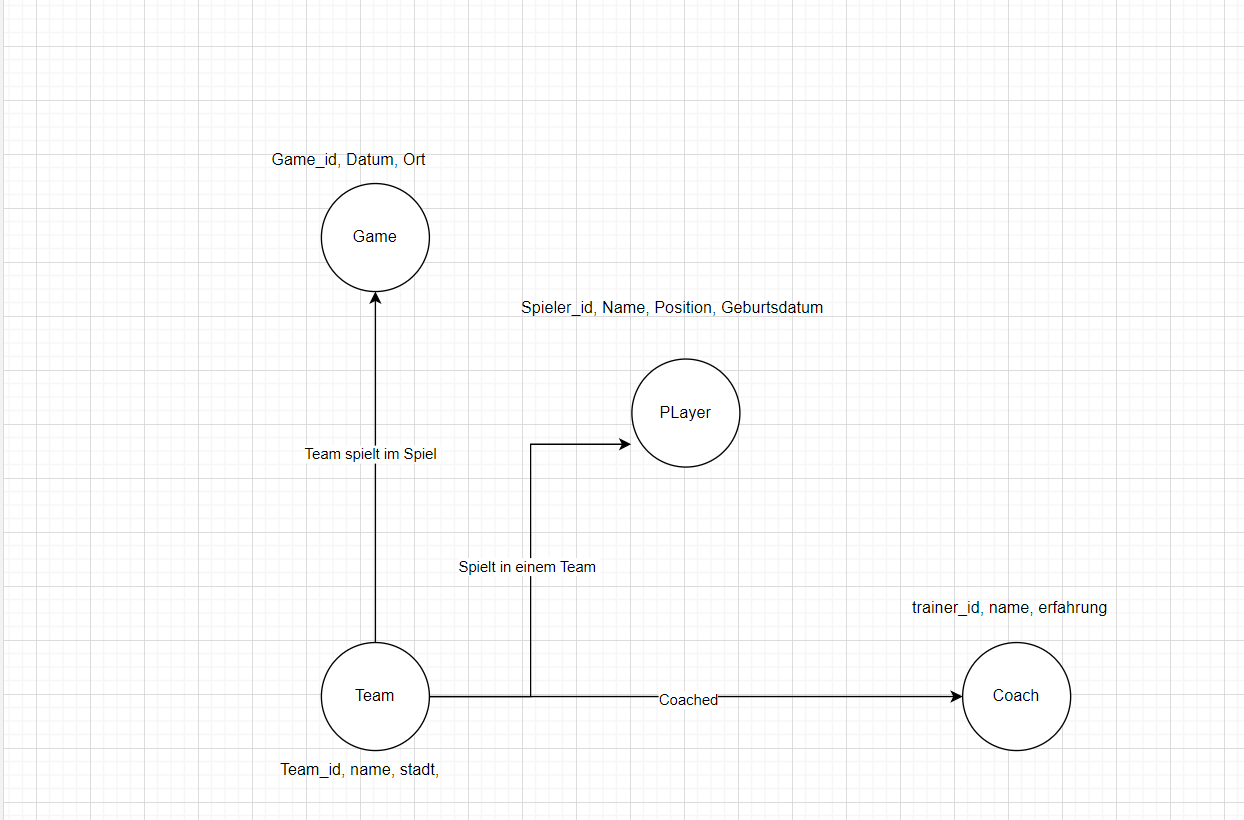 Game_id, Datum, Ort
Game
Spieler_id, Name, Position, Geburtsdatum
PLayer
Team spielt im Spiel
Spielt in einem Team
trainer_id, name, erfahrung
Team
Coached
Coach
Team_id, name, stadt,